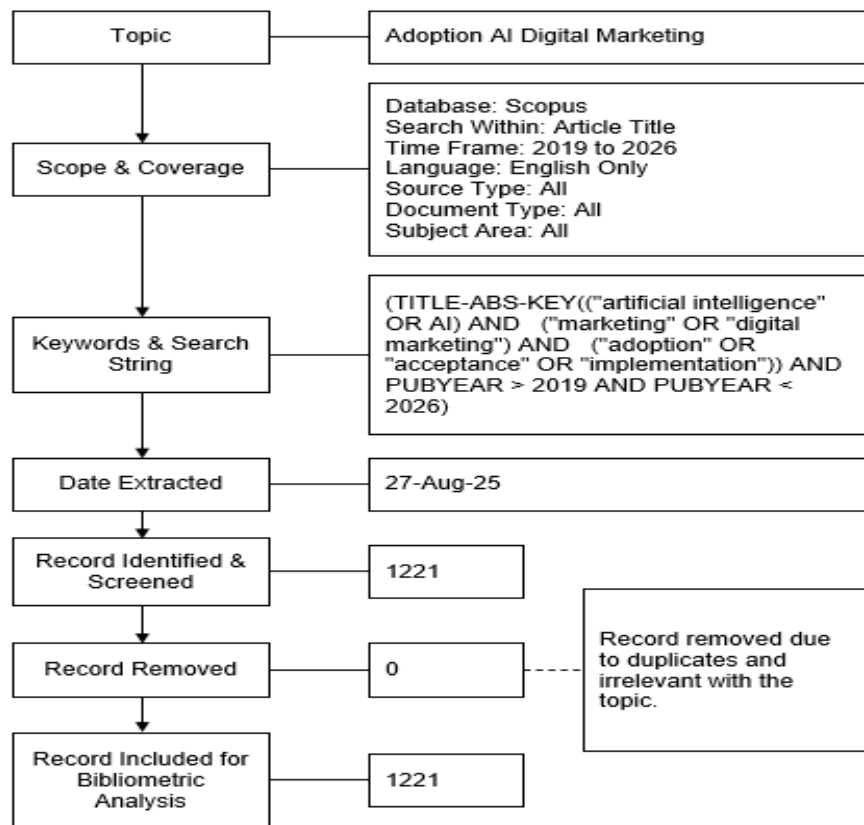 Topic
Adoption AI Digital Marketing
Scope & Coverage
Database: Scopus
Search Within: Article Title
Time Frame: 2019 to 2026
Language: English Only
Source Type: All
Document Type: All
Subject Area: All
Keywords & Search
String
(TITLE-ABS-KEY(("artificial intelligence"
OR AI) AND ("marketing" OR "digital
marketing") AND ("adoption" OR
"acceptance" OR "implementation")) AND
PUBYEAR > 2019 AND PUBYEAR <
2026)
Date Extracted
27-Aug-25
Record Identified &
Screened
1221
Record Removed
0
Record removed due
to duplicates and
irrelevant with the
topic.
Record Included for
Bibliometric
Analysis
1221